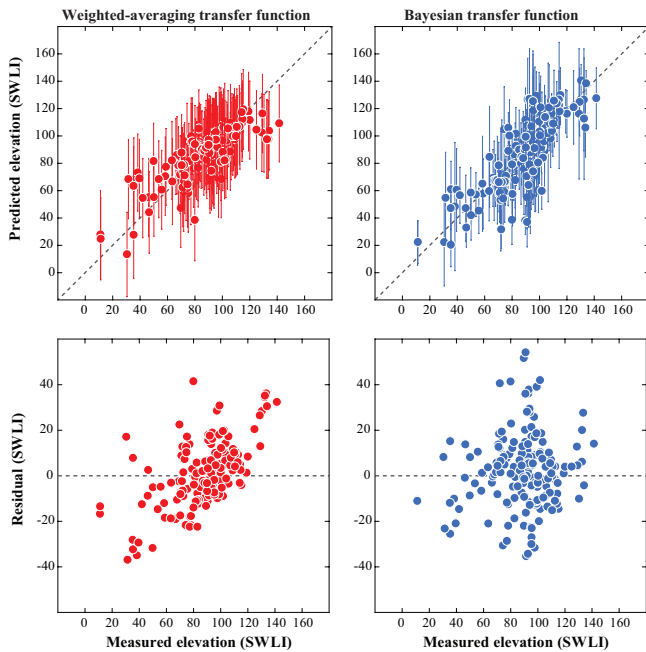 Weighted-averaging transfer function
Bayesian transfer function
Predicted elevation (SWLI)
160
140
120
100
80
60
40
20
0
0 20 40 60 80 100 120 140 160
160
140
120
100
80
60
40
20
0
0 20 40 60 80 100 120 140 160
Residual (SWLI)
40
20
0
-20
-40
0 20 40 60 80 100 120 140 160
Measured elevation (SWLI)
40
20
0
-20
-40
0 20 40 60 80 100 120 140 160
Measured elevation (SWLI)